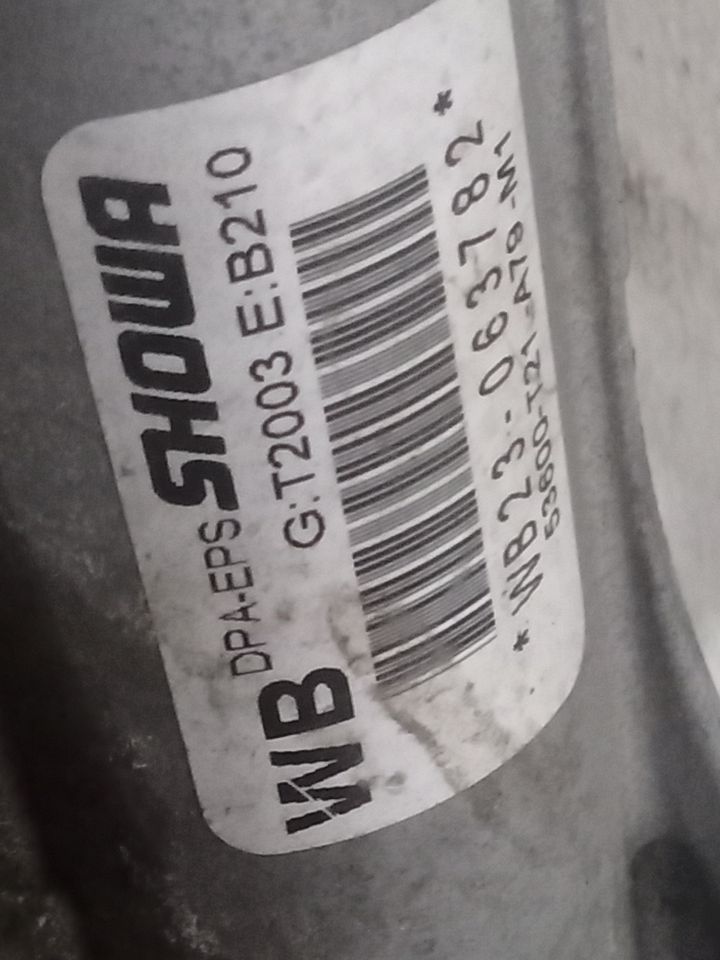 WB DPA-EPS SHOWA
G:T2003 E:B210
*WB23-063782*
53600-T21-A79-M1